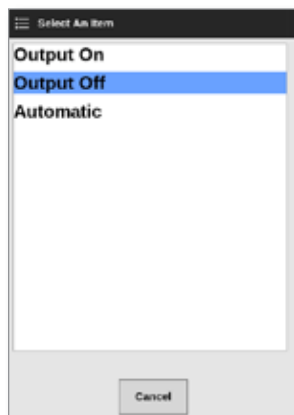 Select An Item
Output On
Output Off
Automatic
Cancel